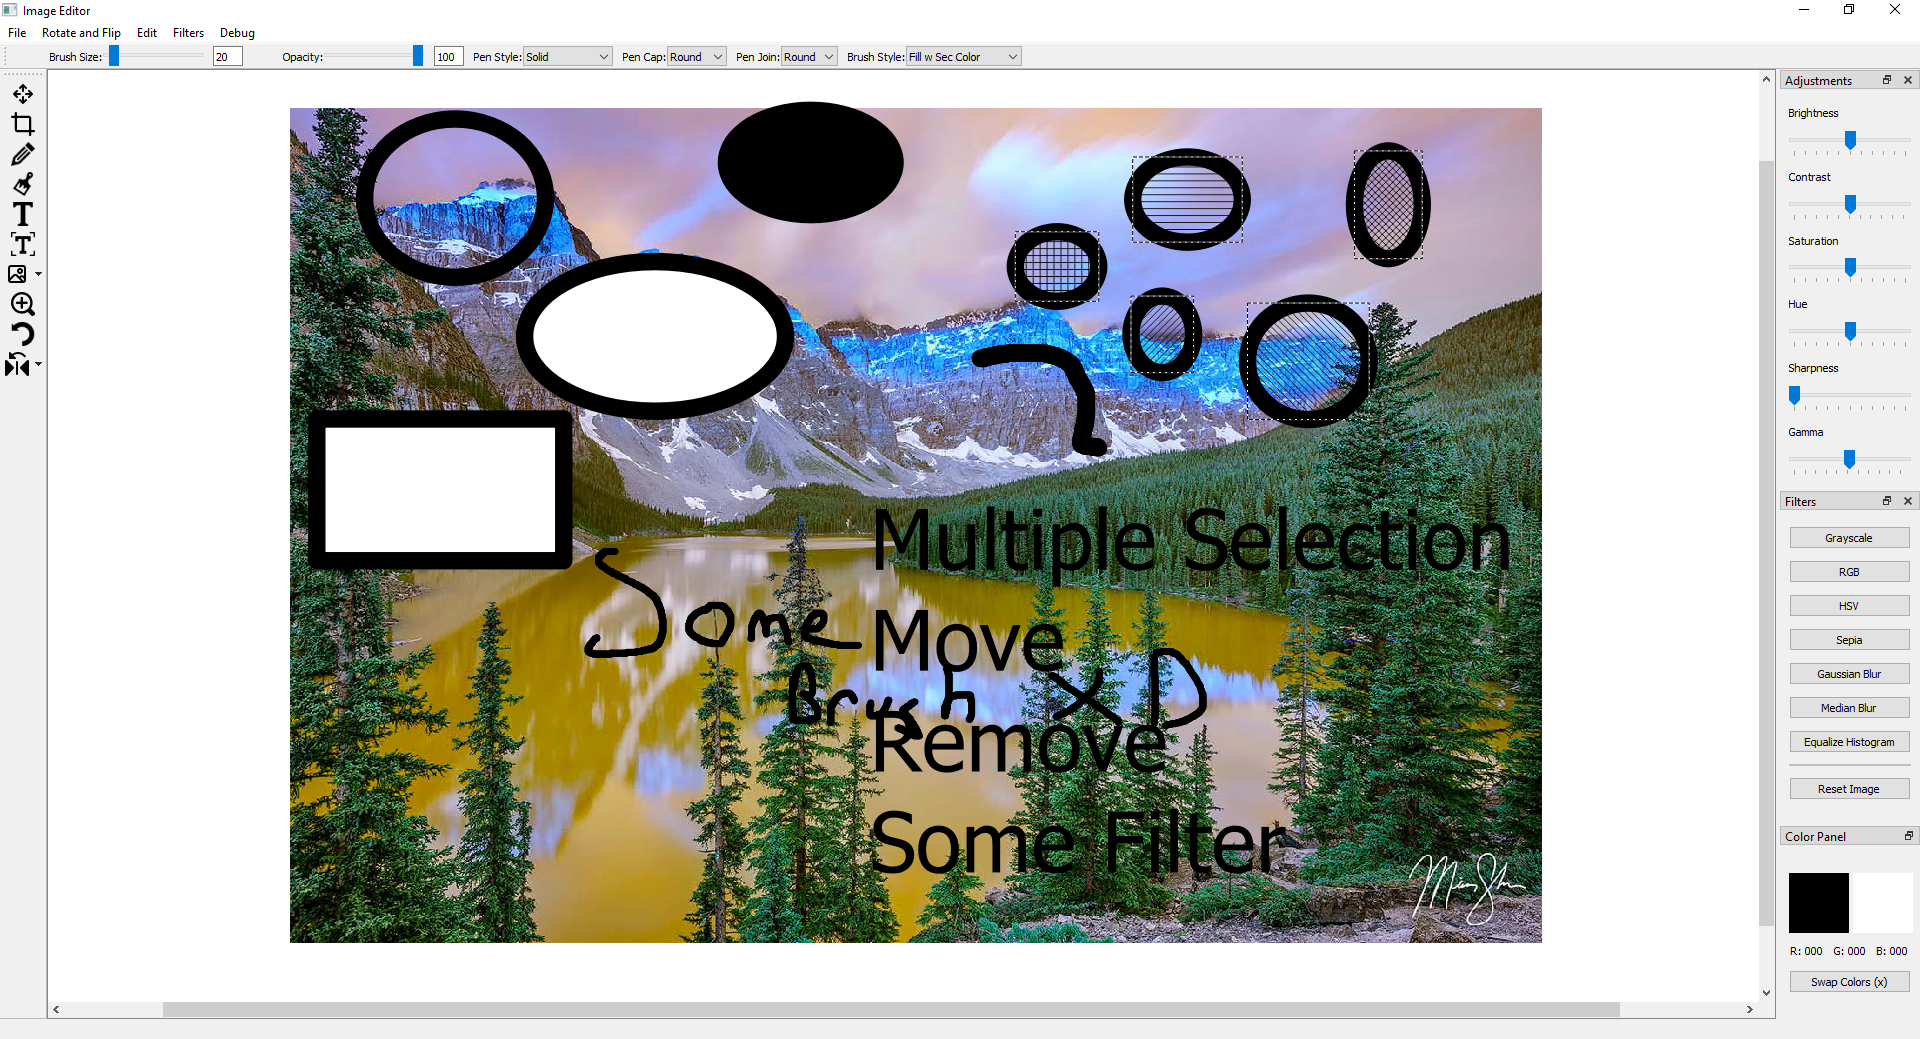 Image Editor
File Rotate and Flip Edit Filters Debug
Brush Size: 20 Opacity: 100 Pen Style: Solid Pen Cap: Round Pen Join: Round Brush Style: Fill w Sec Color
Adjustments
Brightness
Contrast
Saturation
Hue
Sharpness
Gamma
Filters
Grayscale
RGB
HSV
Sepia
Gaussian Blur
Median Blur
Equalize Histogram
Reset Image
Color Panel
R: 000 G: 000 B: 000
Swap Colors (x)
Multiple Selection
Some
Move
Brush XD
Remove
Some Filter